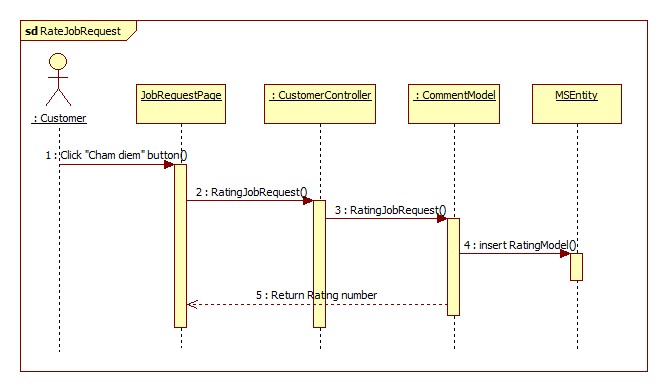 sd RateJobRequest
: Customer
JobRequestPage
: CustomerController
: CommentModel
MSEntity
1 : Click "Cham diem" button()
2 : RatingJobRequest()
3 : RatingJobRequest()
4 : insert RatingModel()
5 : Return Rating number